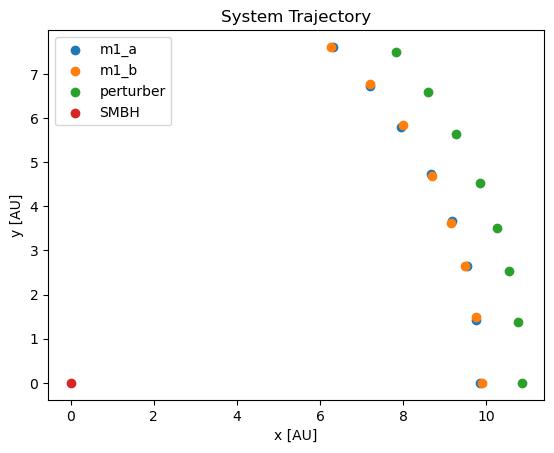 System Trajectory
m1_a
m1_b
perturber
SMBH
y [AU]
7
6
5
4
3
2
1
0
0 2 4 6 8 10
x [AU]